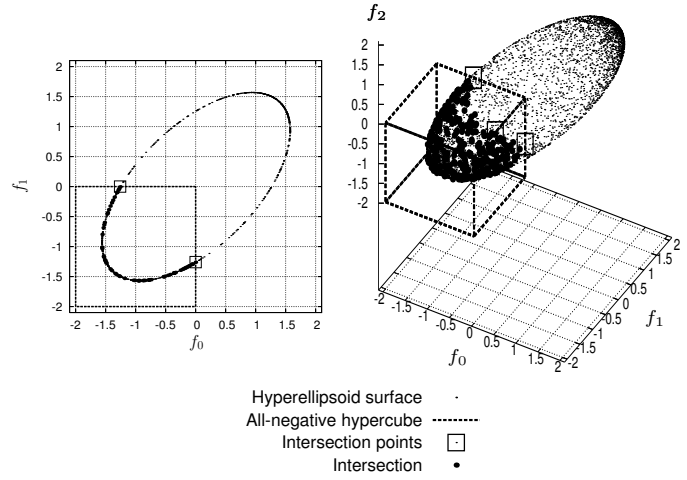 2
1.5
1
0.5
0
-0.5
-1
-1.5
-2
f1
-2 -1.5 -1 -0.5 0 0.5 1 1.5 2
f0
f2
2
1.5
1
0.5
0
-0.5
-1
-1.5
-2
-2 -1.5 -1 -0.5 0 0.5 1 1.5 2
f0
-2 -1.5 -1 -0.5 0 0.5 1 1.5 2
f1
Hyperellipsoid surface
All-negative hypercube
Intersection points
Intersection